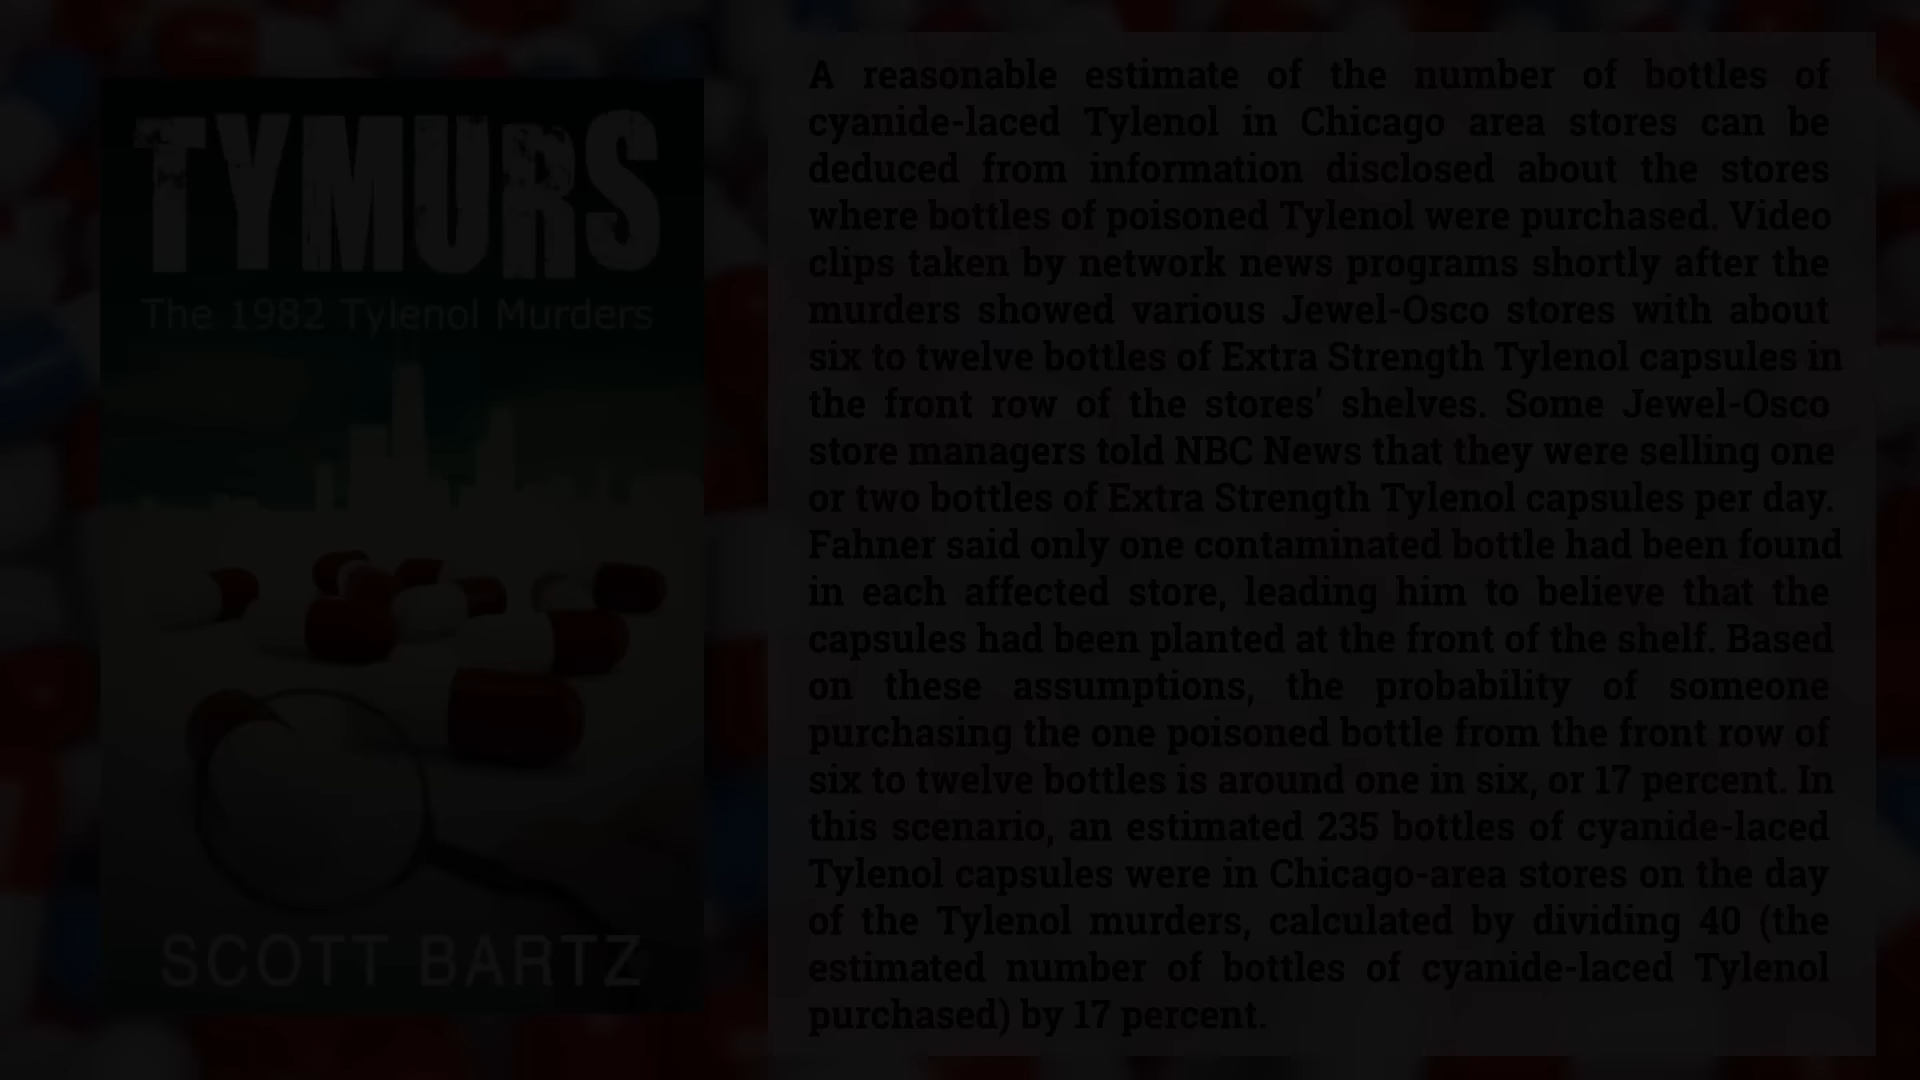 TYMURS
The 1982 Tylenol Murders
SCOTT BARTZ
A reasonable estimate of the number of bottles of
cyanide-laced Tylenol in Chicago area stores can be
deduced from information disclosed about the stores
where bottles of poisoned Tylenol were purchased. Video
clips taken by network news programs shortly after the
murders showed various Jewel-Osco stores with about
six to twelve bottles of Extra Strength Tylenol capsules in
the front row of the stores’ shelves. Some Jewel-Osco
store managers told NBC News that they were selling one
or two bottles of Extra Strength Tylenol capsules per day.
Fahner said only one contaminated bottle had been found
in each affected store, leading him to believe that the
capsules had been planted at the front of the shelf. Based
on these assumptions, the probability of someone
purchasing the one poisoned bottle from the front row of
six to twelve bottles is around one in six, or 17 percent. In
this scenario, an estimated 235 bottles of cyanide-laced
Tylenol capsules were in Chicago-area stores on the day
of the Tylenol murders, calculated by dividing 40 (the
estimated number of bottles of cyanide-laced Tylenol
purchased) by 17 percent.